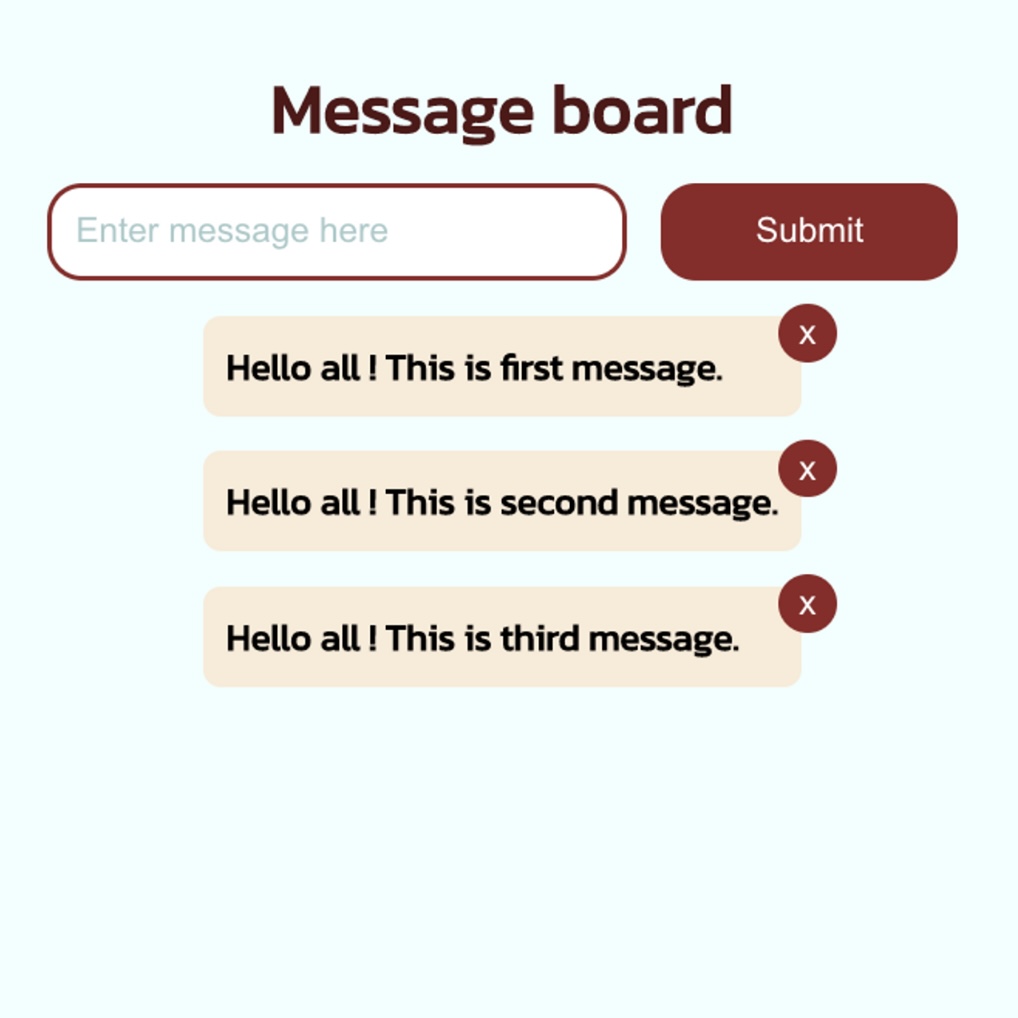 Message board
Enter message here
Submit
x
Hello all ! This is first message.
x
Hello all ! This is second message.
x
Hello all ! This is third message.